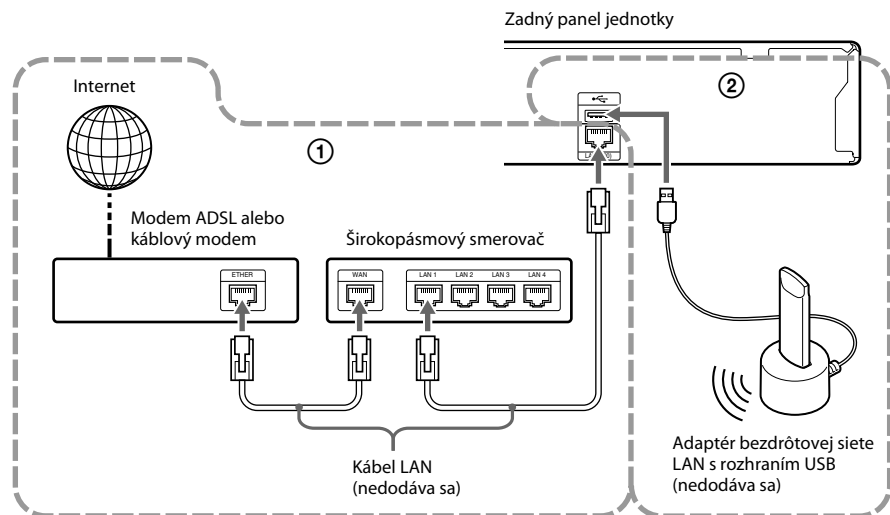 Zadný panel jednotky
Internet
②
①
Modem ADSL alebo
káblový modem
Širokopásmový smerovač
ETHER
WAN
LAN 1
LAN 2
LAN 3
LAN 4
Kábel LAN
(nedodáva sa)
Adaptér bezdrôtovej siete
LAN s rozhraním USB
(nedodáva sa)